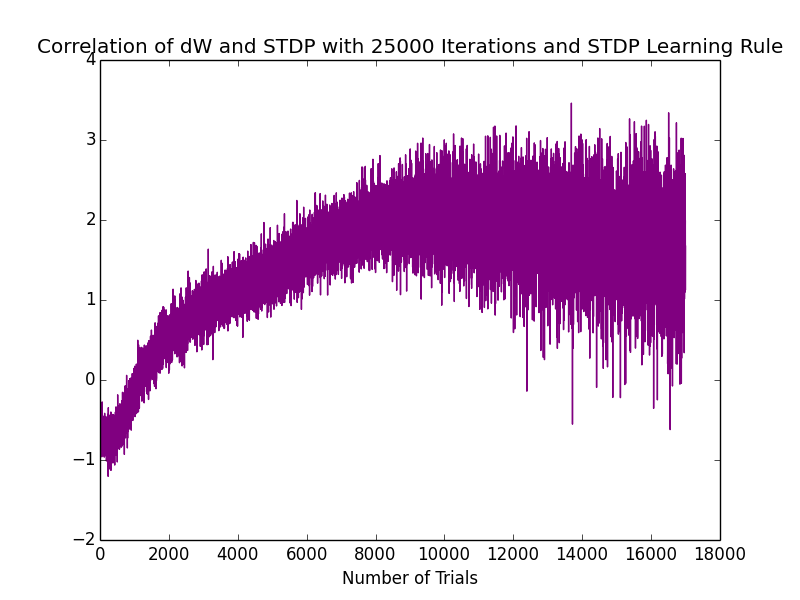 Correlation of dW and STDP with 25000 Iterations and STDP Learning Rule
4
3
2
1
0
−1
−2
0 2000 4000 6000 8000 10000 12000 14000 16000 18000
Number of Trials